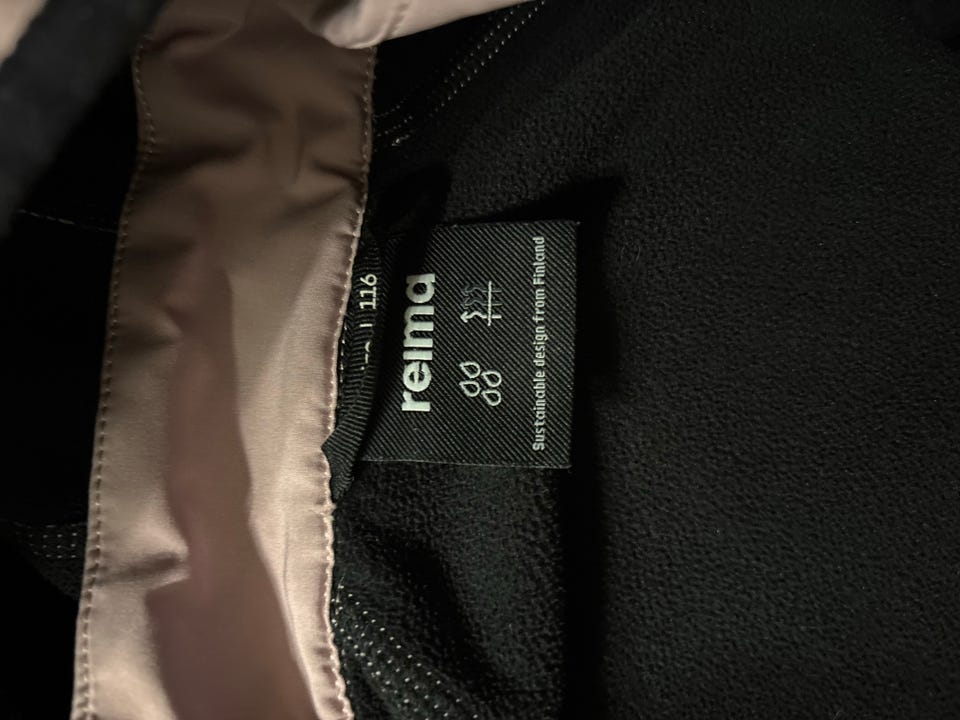 116
reima
Sustainable design from Finland